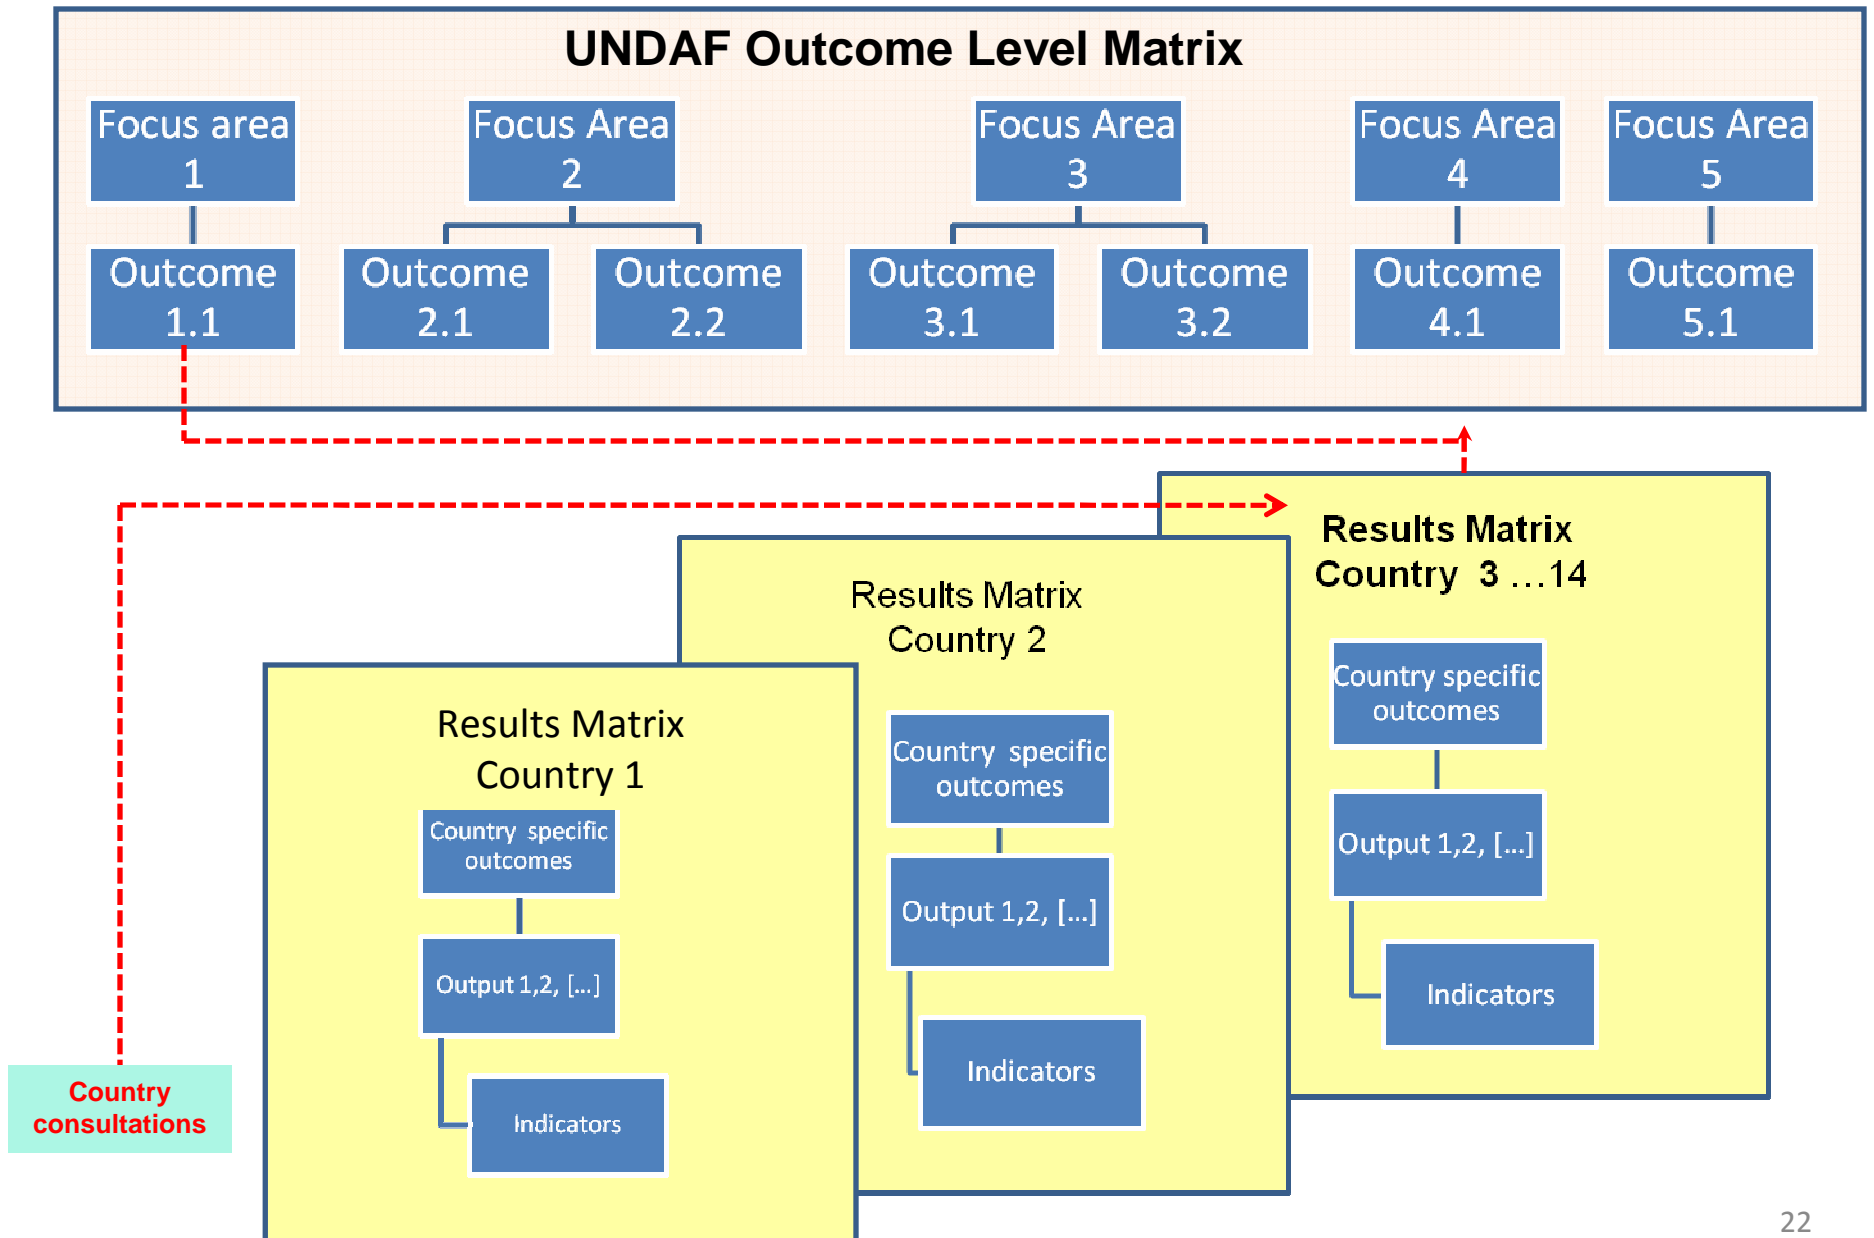 UNDAF Outcome Level Matrix
Focus area
1
Focus Area
2
Focus Area
3
Focus Area
4
Focus Area
5
Outcome
1.1
Outcome
2.1
Outcome
2.2
Outcome
3.1
Outcome
3.2
Outcome
4.1
Outcome
5.1
Results Matrix
Country 1
Country specific
outcomes
Output 1,2, [...]
Indicators
Results Matrix
Country 2
Country specific
outcomes
Output 1,2, [...]
Indicators
Results Matrix
Country 3 ...14
Country specific
outcomes
Output 1,2, [...]
Indicators
Country
consultations
22